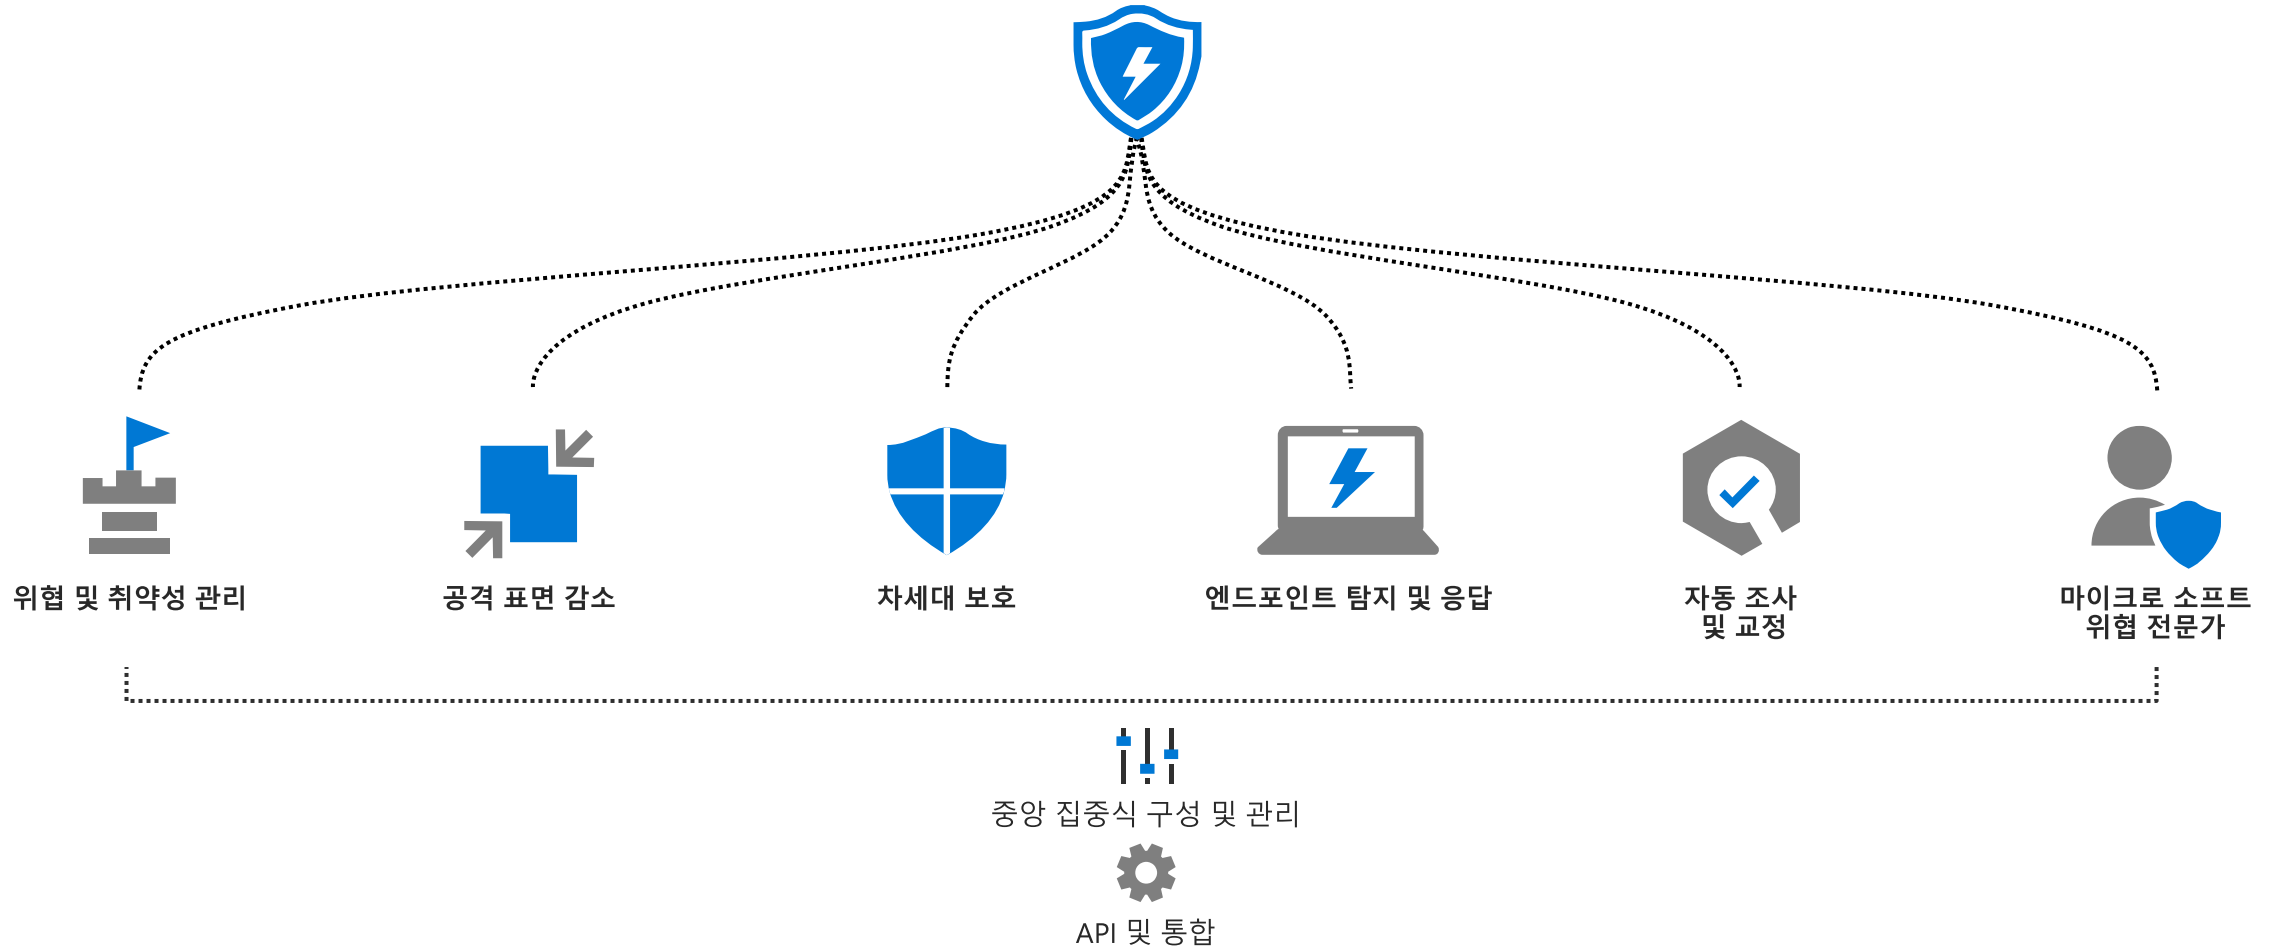 위협 및 취약성 관리
공격 표면 감소
차세대 보호
엔드포인트 탐지 및 응답
자동 조사
및 교정
마이크로 소프트
위협 전문가
중앙 집중식 구성 및 관리
API 및 통합